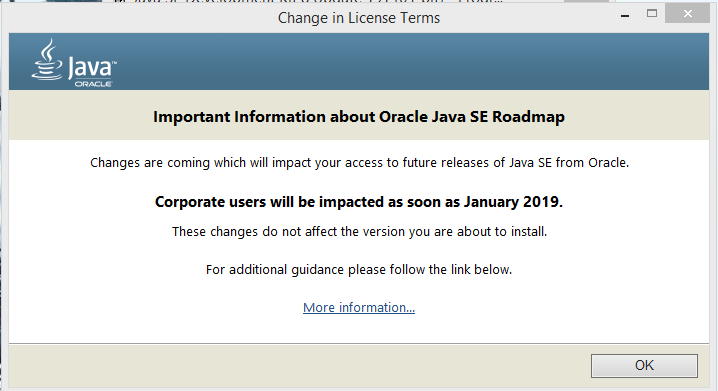 Change in License Terms
Java™
ORACLE
Important Information about Oracle Java SE Roadmap
Changes are coming which will impact your access to future releases of Java SE from Oracle.
Corporate users will be impacted as soon as January 2019.
These changes do not affect the version you are about to install.
For additional guidance please follow the link below.
More information...
OK